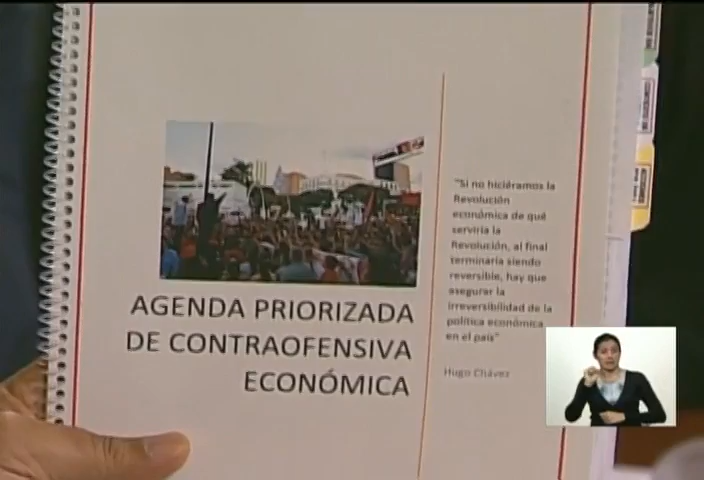 AGENDA PRIORIZADA
DE CONTRAOFENSIVA
ECONÓMICA
"Si no hiciéramos la
Revolución
económica de qué
serviría la
Revolución, al final
terminaría siendo
reversible, hay que
asegurar la
irreversibilidad de la
política económica
en el país"
Hugo Chávez